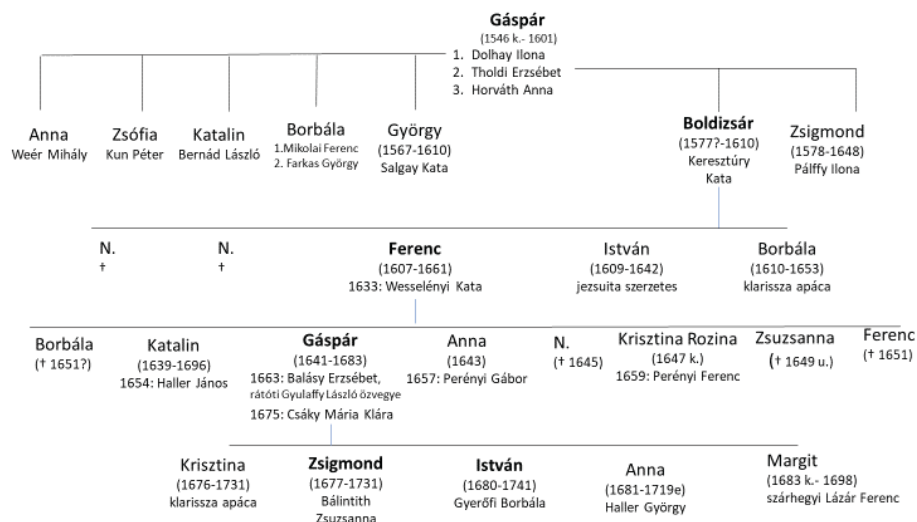 Gáspár
(1546 k.- 1601)
1. Dolhay Ilona
2. Tholdi Erzsébet
3. Horváth Anna
Anna
Weér Mihály
Zsófia
Kun Péter
Katalin
Bernád László
Borbála
1.Mikolai Ferenc
2. Farkas György
György
(1567-1610)
Salgay Kata
Boldizsár
(1577?-1610)
Keresztúry
Kata
Zsigmond
(1578-1648)
Pálffy Ilona
N.
†
N.
†
Ferenc
(1607-1661)
1633: Wesselényi Kata
István
(1609-1642)
jezsuita szerzetes
Borbála
(1610-1653)
klarissza apáca
Borbála
(† 1651?)
Katalin
(1639-1696)
1654: Haller János
Gáspár
(1641-1683)
1663: Balásy Erzsébet,
rátóti Gyulaffy László özvegye
1675: Csáky Mária Klára
Anna
(1643)
1657: Perényi Gábor
N.
(† 1645)
Krisztina Rozina
(1647 k.)
1659: Perényi Ferenc
Zsuzsanna
(† 1649 u.)
Ferenc
(† 1651)
Krisztina
(1676-1731)
klarissza apáca
Zsigmond
(1677-1731)
Bálintith
Zsuzsanna
István
(1680-1741)
Gyerőfi Borbála
Anna
(1681-1719e)
Haller György
Margit
(1683 k.- 1698)
szárhegyi Lázár Ferenc